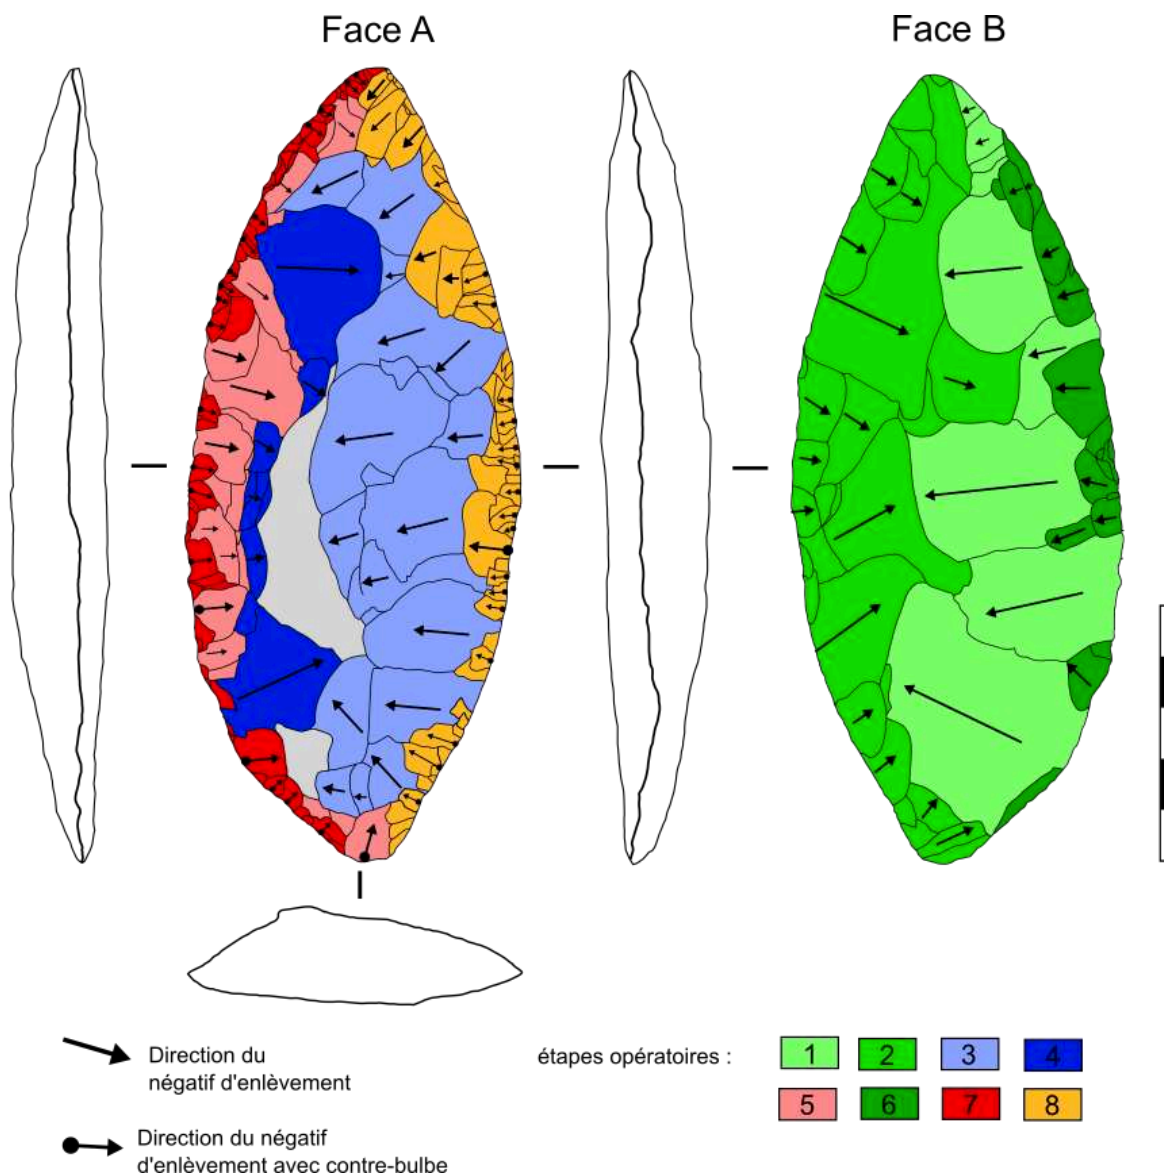 Face A
Face B
Direction du
négatif d'enlèvement
Direction du négatif
d'enlèvement avec contre-bulbe
étapes opératoires :
1 2 3 4
5 6 7 8